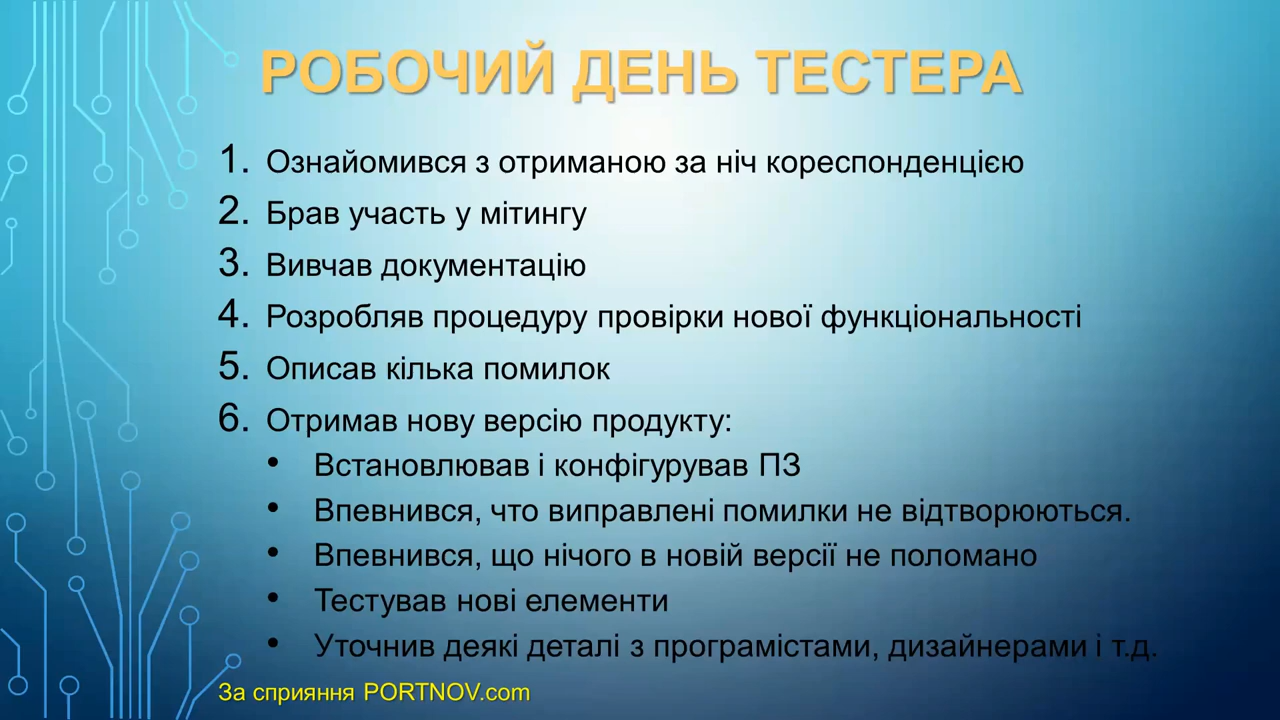 РОБОЧИЙ ДЕНЬ ТЕСТЕРА
1. Ознайомився з отриманою за ніч кореспонденцією
2. Брав участь у мітингу
3. Вивчав документацію
4. Розробляв процедуру провірки нової функціональності
5. Описав кілька помилок
6. Отримав нову версію продукту:
• Встановлював і конфігурував ПЗ
• Впевнився, что виправлені помилки не відтворюються.
• Впевнився, що нічого в новій версії не поломано
• Тестував нові елементи
• Уточнив деякі деталі з програмістами, дизайнерами і т.д.
За сприяння PORTNOV.com